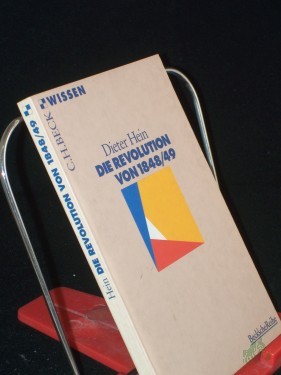 WISSEN
Dieter Hein
DIE REVOLUTION
VON 1848/49
Beck'sche Reihe
Hein DIE REVOLUTION VON 1848/49 C.H.BECK